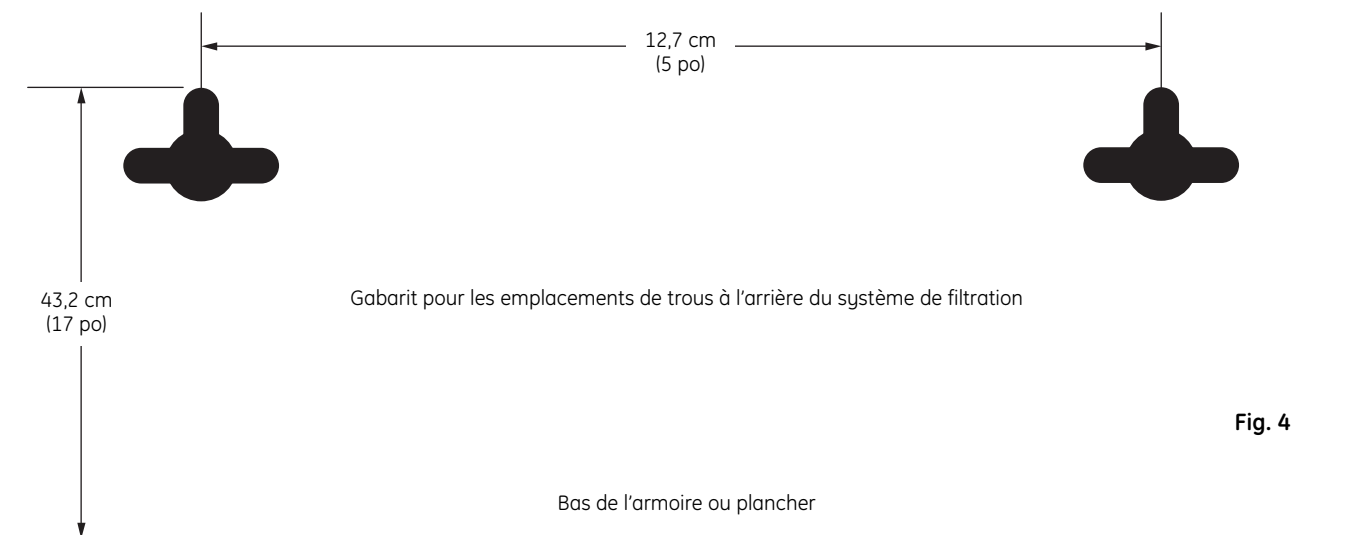 12,7 cm
(5 po)
43,2 cm
(17 po)
Gabarit pour les emplacements de trous à l'arrière du système de filtration
Fig. 4
Bas de l'armoire ou plancher